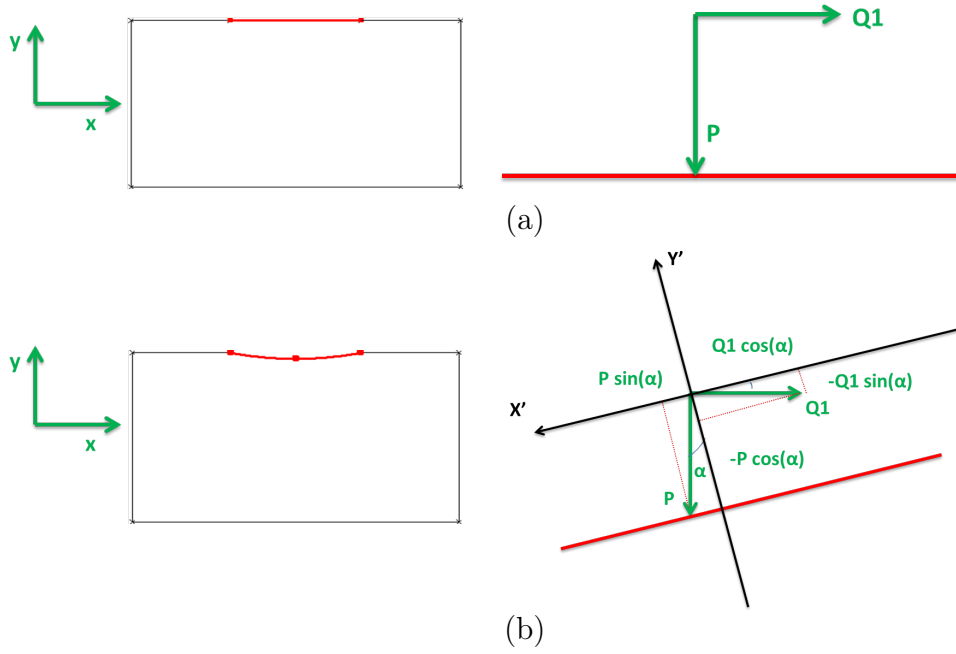 y
x
Q1
P
(a)
y
x
Y'
X'
Q1 cos(α)
P sin(α)
-Q1 sin(α)
Q1
-P cos(α)
α
P
(b)